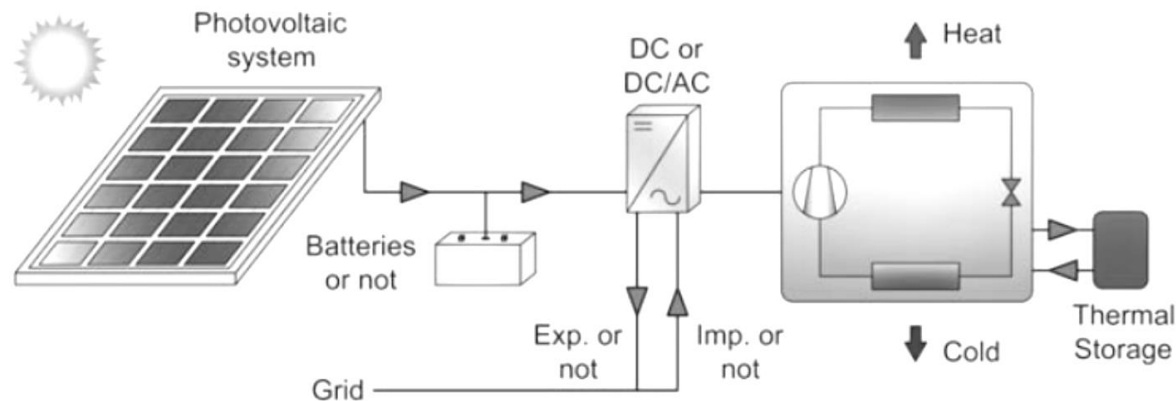 Photovoltaic
system
DC or
DC/AC
Heat
Batteries
or not
Exp. or
not
Imp. or
not
Grid
Cold
Thermal
Storage